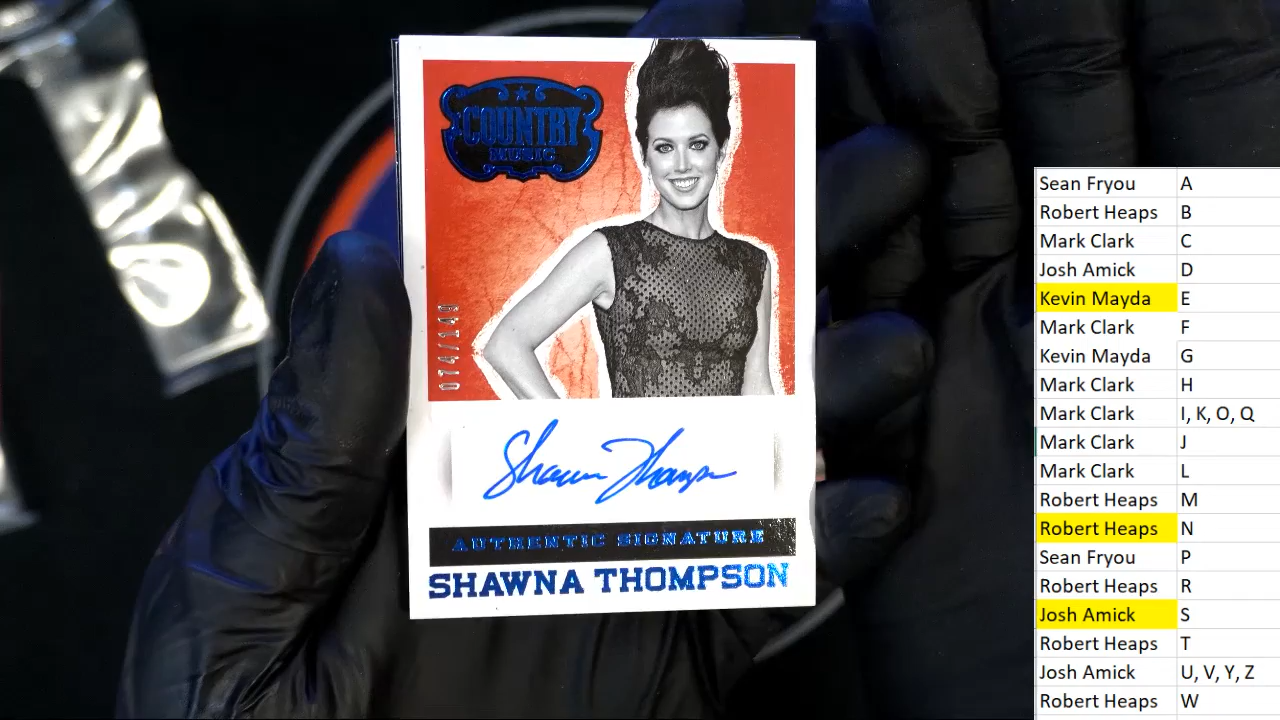 COUNTRY
MUSIC
074/149
Shawna Thompson
AUTHENTIC SIGNATURE
SHAWNA THOMPSON
Sean Fryou A
Robert Heaps B
Mark Clark C
Josh Amick D
Kevin Mayda E
Mark Clark F
Kevin Mayda G
Mark Clark H
Mark Clark I, K, O, Q
Mark Clark J
Mark Clark L
Robert Heaps M
Robert Heaps N
Sean Fryou P
Robert Heaps R
Josh Amick S
Robert Heaps T
Josh Amick U, V, Y, Z
Robert Heaps W